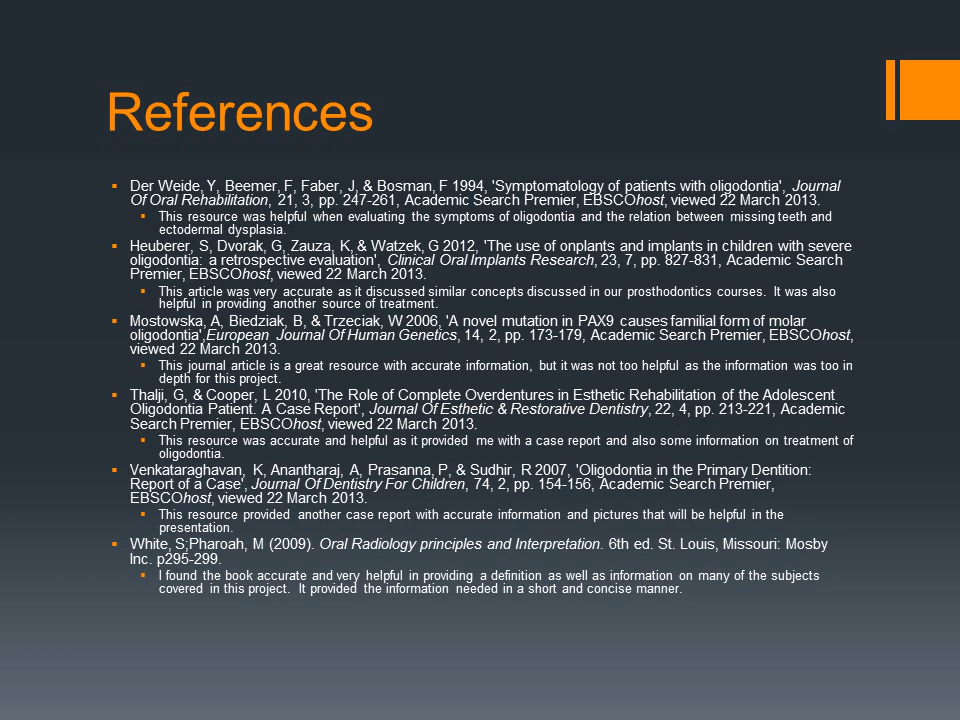 References
Der Weide, Y, Beemer, F, Faber, J, & Bosman, F 1994, 'Symptomatology of patients with oligodontia', Journal
Of Oral Rehabilitation, 21, 3, pp. 247-261, Academic Search Premier, EBSCOhost, viewed 22 March 2013.
This resource was helpful when evaluating the symptoms of oligodontia and the relation between missing teeth and
ectodermal dysplasia.
Heuberer, S, Dvorak, G, Zauza, K, & Watzek, G 2012, 'The use of onplants and implants in children with severe
oligodontia: a retrospective evaluation', Clinical Oral Implants Research, 23, 7, pp. 827-831, Academic Search
Premier, EBSCOhost, viewed 22 March 2013.
This article was very accurate as it discussed similar concepts discussed in our prosthodontics courses. It was also
helpful in providing another source of treatment.
Mostowska, A, Biedziak, B, & Trzeciak, W 2006, 'A novel mutation in PAX9 causes familial form of molar
oligodontia',European Journal Of Human Genetics, 14, 2, pp. 173-179, Academic Search Premier, EBSCOhost,
viewed 22 March 2013.
This journal article is a great resource with accurate information, but it was not too helpful as the information was too in
depth for this project.
Thalji, G, & Cooper, L 2010, 'The Role of Complete Overdentures in Esthetic Rehabilitation of the Adolescent
Oligodontia Patient. A Case Report', Journal Of Esthetic & Restorative Dentistry, 22, 4, pp. 213-221, Academic
Search Premier, EBSCOhost, viewed 22 March 2013.
This resource was accurate and helpful as it provided me with a case report and also some information on treatment of
oligodontia.
Venkataraghavan, K, Anantharaj, A, Prasanna, P, & Sudhir, R 2007, 'Oligodontia in the Primary Dentition:
Report of a Case', Journal Of Dentistry For Children, 74, 2, pp. 154-156, Academic Search Premier,
EBSCOhost, viewed 22 March 2013.
This resource provided another case report with accurate information and pictures that will be helpful in the
presentation.
White, S;Pharoah, M (2009). Oral Radiology principles and Interpretation. 6th ed. St. Louis, Missouri: Mosby
Inc. p295-299.
I found the book accurate and very helpful in providing a definition as well as information on many of the subjects
covered in this project. It provided the information needed in a short and concise manner.